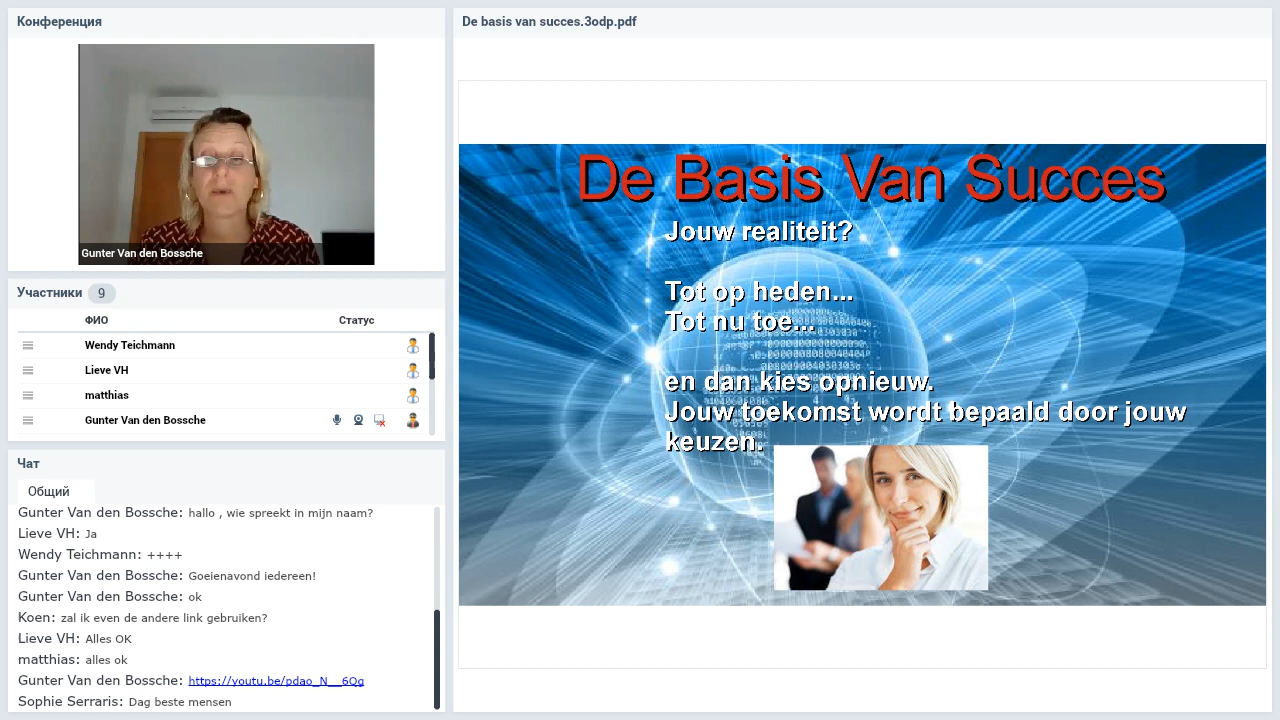 Конференция
Gunter Van den Bossche
Участники 9
ФИО Статус
Wendy Teichmann
Lieve VH
matthias
Gunter Van den Bossche
Чат
Общий
Gunter Van den Bossche: hallo , wie spreekt in mijn naam?
Lieve VH: Ja
Wendy Teichmann: ++++
Gunter Van den Bossche: Goeienavond iedereen!
Gunter Van den Bossche: ok
Koen: zal ik even de andere link gebruiken?
Lieve VH: Alles OK
matthias: alles ok
Gunter Van den Bossche: https://youtu.be/pdao_N__6Qg
Sophie Serraris: Dag beste mensen
De basis van succes.3odp.pdf
De Basis Van Succes
Jouw realiteit?
Tot op heden...
Tot nu toe...
en dan kies opnieuw.
Jouw toekomst wordt bepaald door jouw
keuzen.